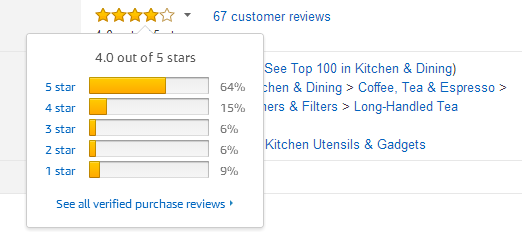 67 customer reviews
4.0 out of 5 stars
5 star 64%
4 star 15%
3 star 6%
2 star 6%
1 star 9%
See all verified purchase reviews
See Top 100 in Kitchen & Dining)
chen & Dining > Coffee, Tea & Espresso >
ners & Filters > Long-Handled Tea
Kitchen Utensils & Gadgets